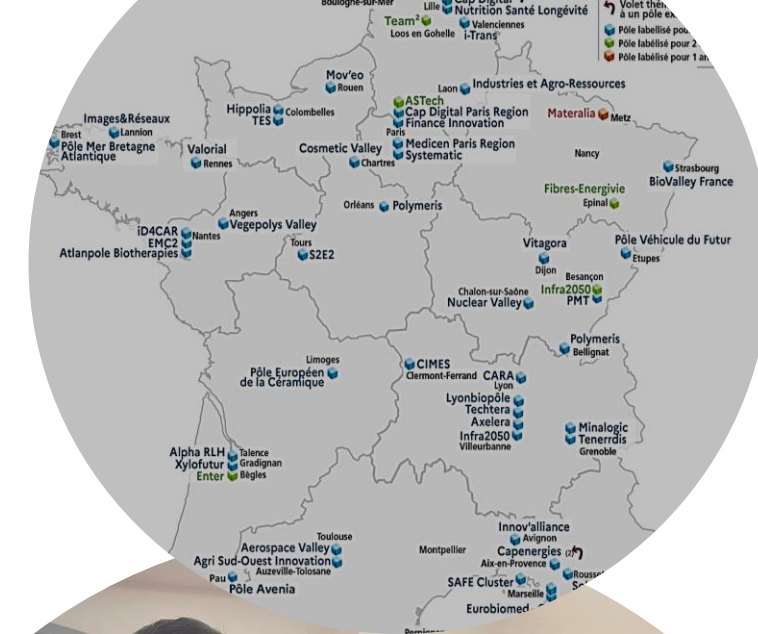 Boulogne-sur-Mer
Lille
Cap Digital
Nutrition Santé Longévité
Team²
Loos en Gohelle
Valenciennes
i-Trans
Volet thém
à un pôle ex
Pôle labellisé pou
Pôle labélisé pour 2
Pôle labélisé pour 1 an
Mov'eo
Rouen
Laon
Industries et Agro-Ressources
Hippolia
Colombelles
TES
ASTech
Cap Digital Paris Region
Finance Innovation
Paris
Materalia
Metz
Images&Réseaux
Lannion
Brest
Pôle Mer Bretagne
Atlantique
Valorial
Rennes
Cosmetic Valley
Chartres
Medicen Paris Region
Systematic
Nancy
Strasbourg
BioValley France
Fibres-Energivie
Epinal
Orléans
Polymeris
Angers
Vegepolys Valley
iD4CAR
EMC2
Nantes
Atlanpole Biotherapies
Tours
S2E2
Vitagora
Dijon
Pôle Véhicule du Futur
Etupes
Besançon
Infra2050
PMT
Chalon-sur-Saône
Nuclear Valley
Polymeris
Bellignat
Limoges
Pôle Européen
de la Céramique
CIMES
Clermont-Ferrand
CARA
Lyon
Lyonbiopôle
Techtera
Axelera
Infra2050
Villeurbanne
Minalogic
Tenerrdis
Grenoble
Alpha RLH
Talence
Xylofutur
Gradignan
Enter
Bègles
Toulouse
Aerospace Valley
Agri Sud-Ouest Innovation
Auzeville-Tolosane
Pau
Pôle Avenia
Montpellier
Innov'alliance
Avignon
Capenergies (2)
Aix-en-Provence
SAFE Cluster
Rousse
Marseille
Eurobiomed